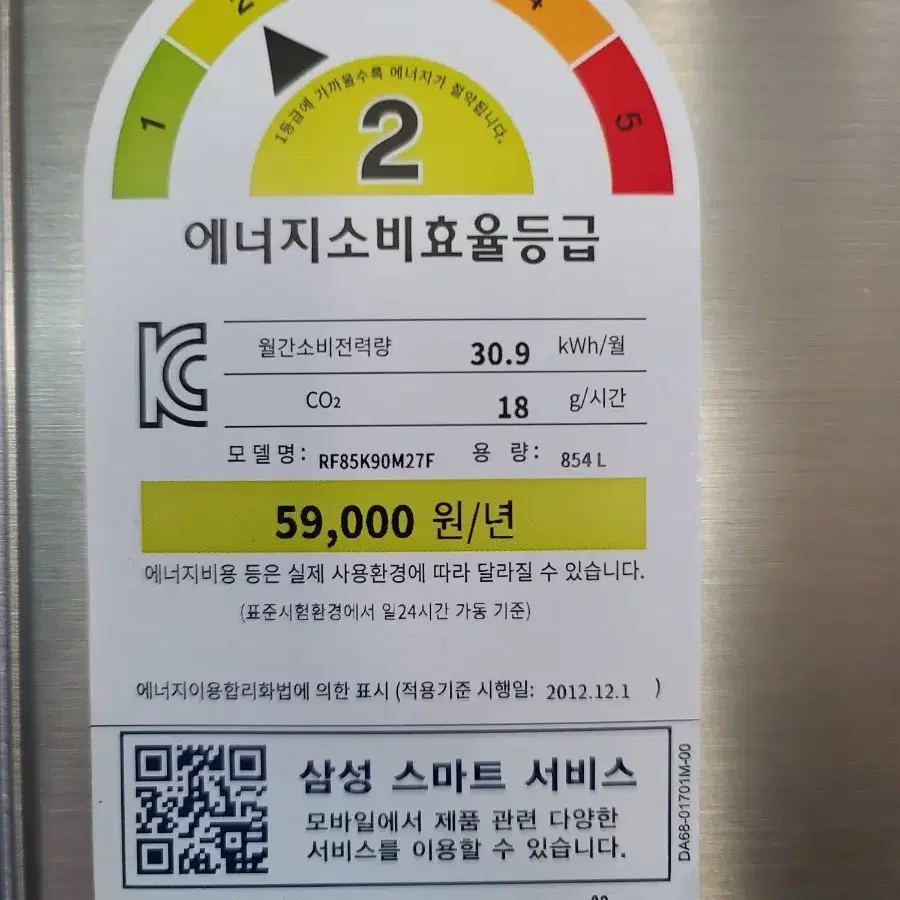 1
2
4
5
1등급에 가까울수록 에너지가 절약됩니다.
2
에너지소비효율등급
월간소비전력량 30.9 kWh/월
CO₂ 18 g/시간
모델명: RF85K90M27F 용 량: 854 L
59,000 원/년
에너지비용 등은 실제 사용환경에 따라 달라질 수 있습니다.
(표준시험환경에서 일24시간 가동 기준)
에너지이용합리화법에 의한 표시 (적용기준 시행일: 2012.12.1 )
삼성 스마트 서비스
모바일에서 제품 관련 다양한
서비스를 이용할 수 있습니다.
DA68-01701M-00